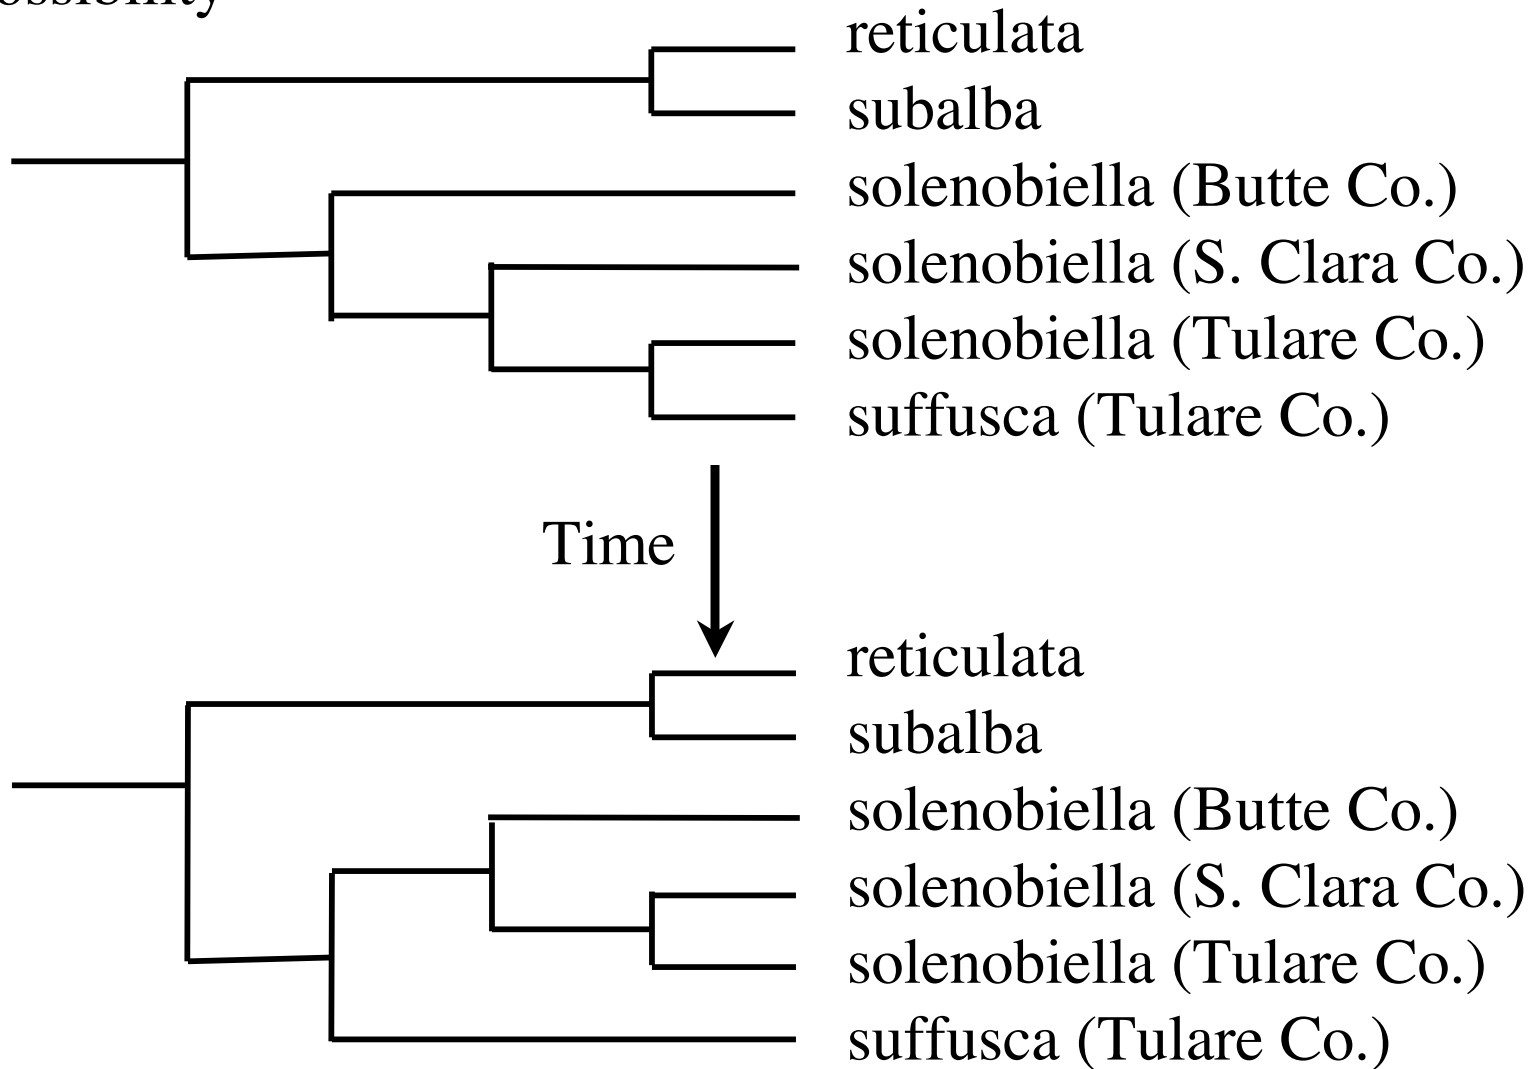 reticulata
subalba
solenobiella (Butte Co.)
solenobiella (S. Clara Co.)
solenobiella (Tulare Co.)
suffusca (Tulare Co.)
Time
reticulata
subalba
solenobiella (Butte Co.)
solenobiella (S. Clara Co.)
solenobiella (Tulare Co.)
suffusca (Tulare Co.)